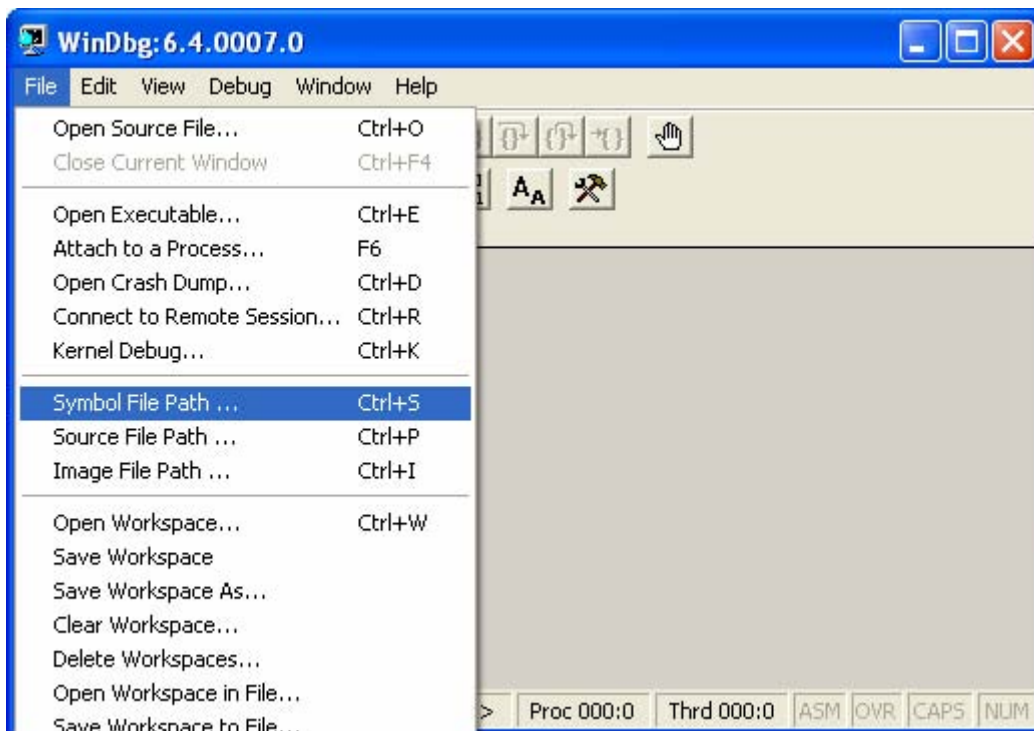 WinDbg:6.4.0007.0
File Edit View Debug Window Help
Open Source File... Ctrl+O
Close Current Window Ctrl+F4
Open Executable... Ctrl+E
Attach to a Process... F6
Open Crash Dump... Ctrl+D
Connect to Remote Session... Ctrl+R
Kernel Debug... Ctrl+K
Symbol File Path ... Ctrl+S
Source File Path ... Ctrl+P
Image File Path ... Ctrl+I
Open Workspace... Ctrl+W
Save Workspace
Save Workspace As...
Clear Workspace...
Delete Workspaces...
Open Workspace in File...
Save Workspace to File...
> Proc 000:0 Thrd 000:0 ASM OVR CAPS NUM